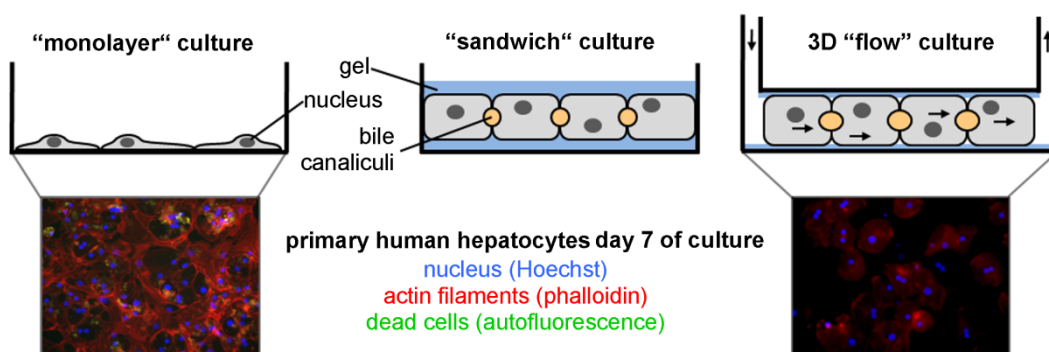 “monolayer“ culture
“sandwich“ culture
3D “flow” culture
gel
nucleus
bile
canaliculi
primary human hepatocytes day 7 of culture
nucleus (Hoechst)
actin filaments (phalloidin)
dead cells (autofluorescence)